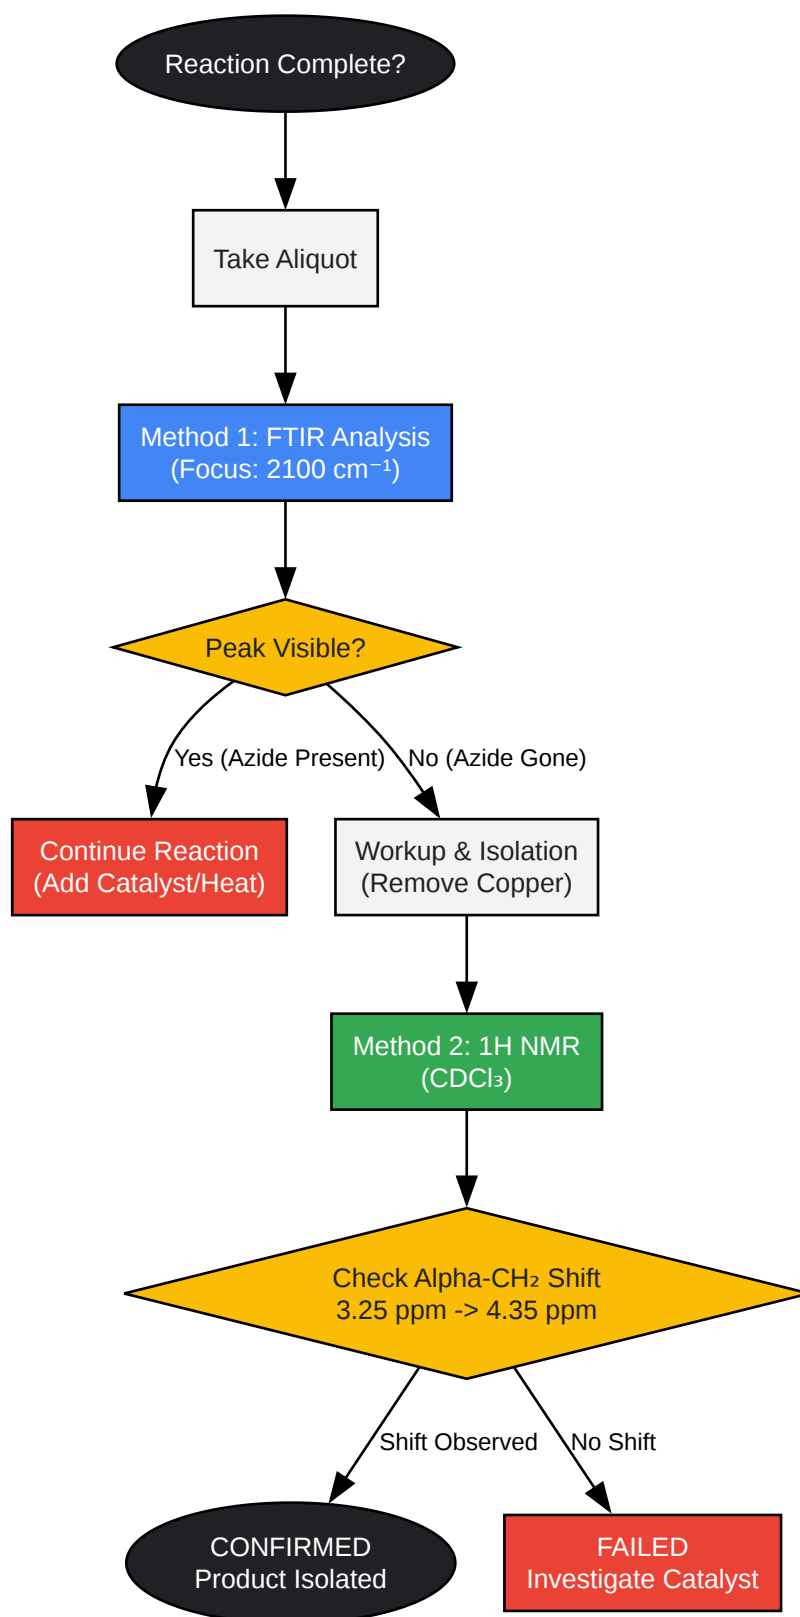 Reaction Complete?
Take Aliquot
Method 1: FTIR Analysis
(Focus: 2100 cm⁻¹)
Peak Visible?
Yes (Azide Present)
No (Azide Gone)
Continue Reaction
(Add Catalyst/Heat)
Workup & Isolation
(Remove Copper)
Method 2: 1H NMR
(CDCl₃)
Check Alpha-CH₂ Shift
3.25 ppm -> 4.35 ppm
Shift Observed
No Shift
CONFIRMED
Product Isolated
FAILED
Investigate Catalyst